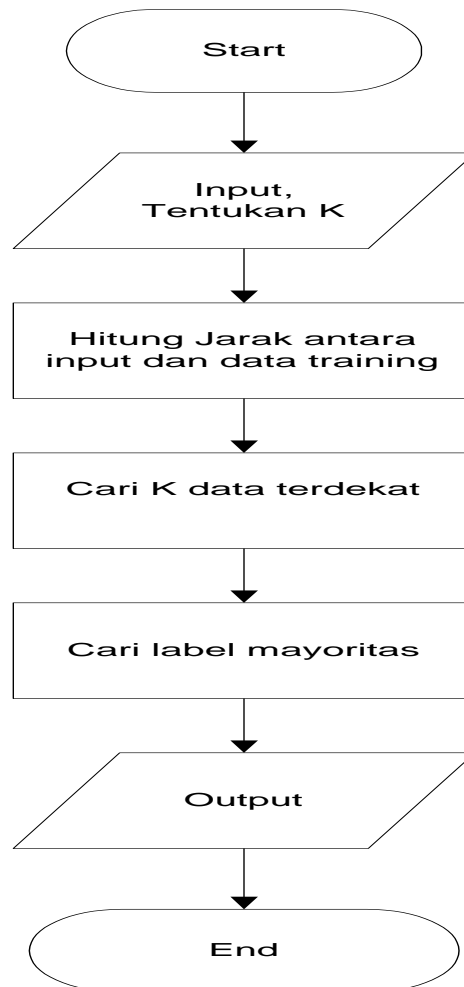 Start
Input,
Tentukan K
Hitung Jarak antara
input dan data training
Cari K data terdekat
Cari label mayoritas
Output
End